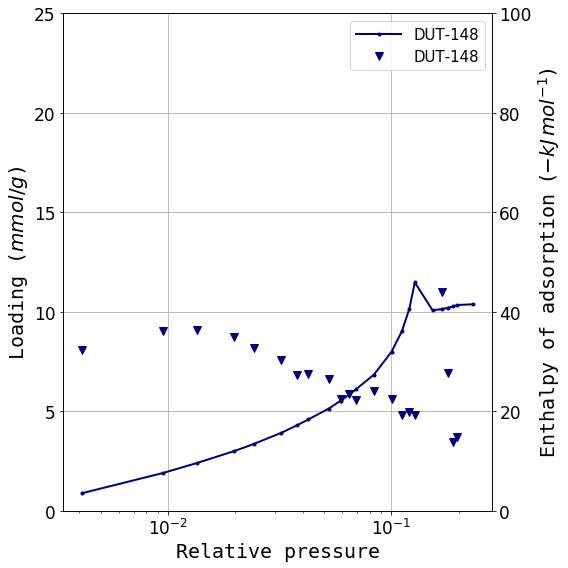 DUT-148
DUT-148
25
20
15
10
5
0
100
80
60
40
20
0
10⁻²
10⁻¹
Relative pressure
Loading (mmol/g)
Enthalpy of adsorption (−kJ mol⁻¹)